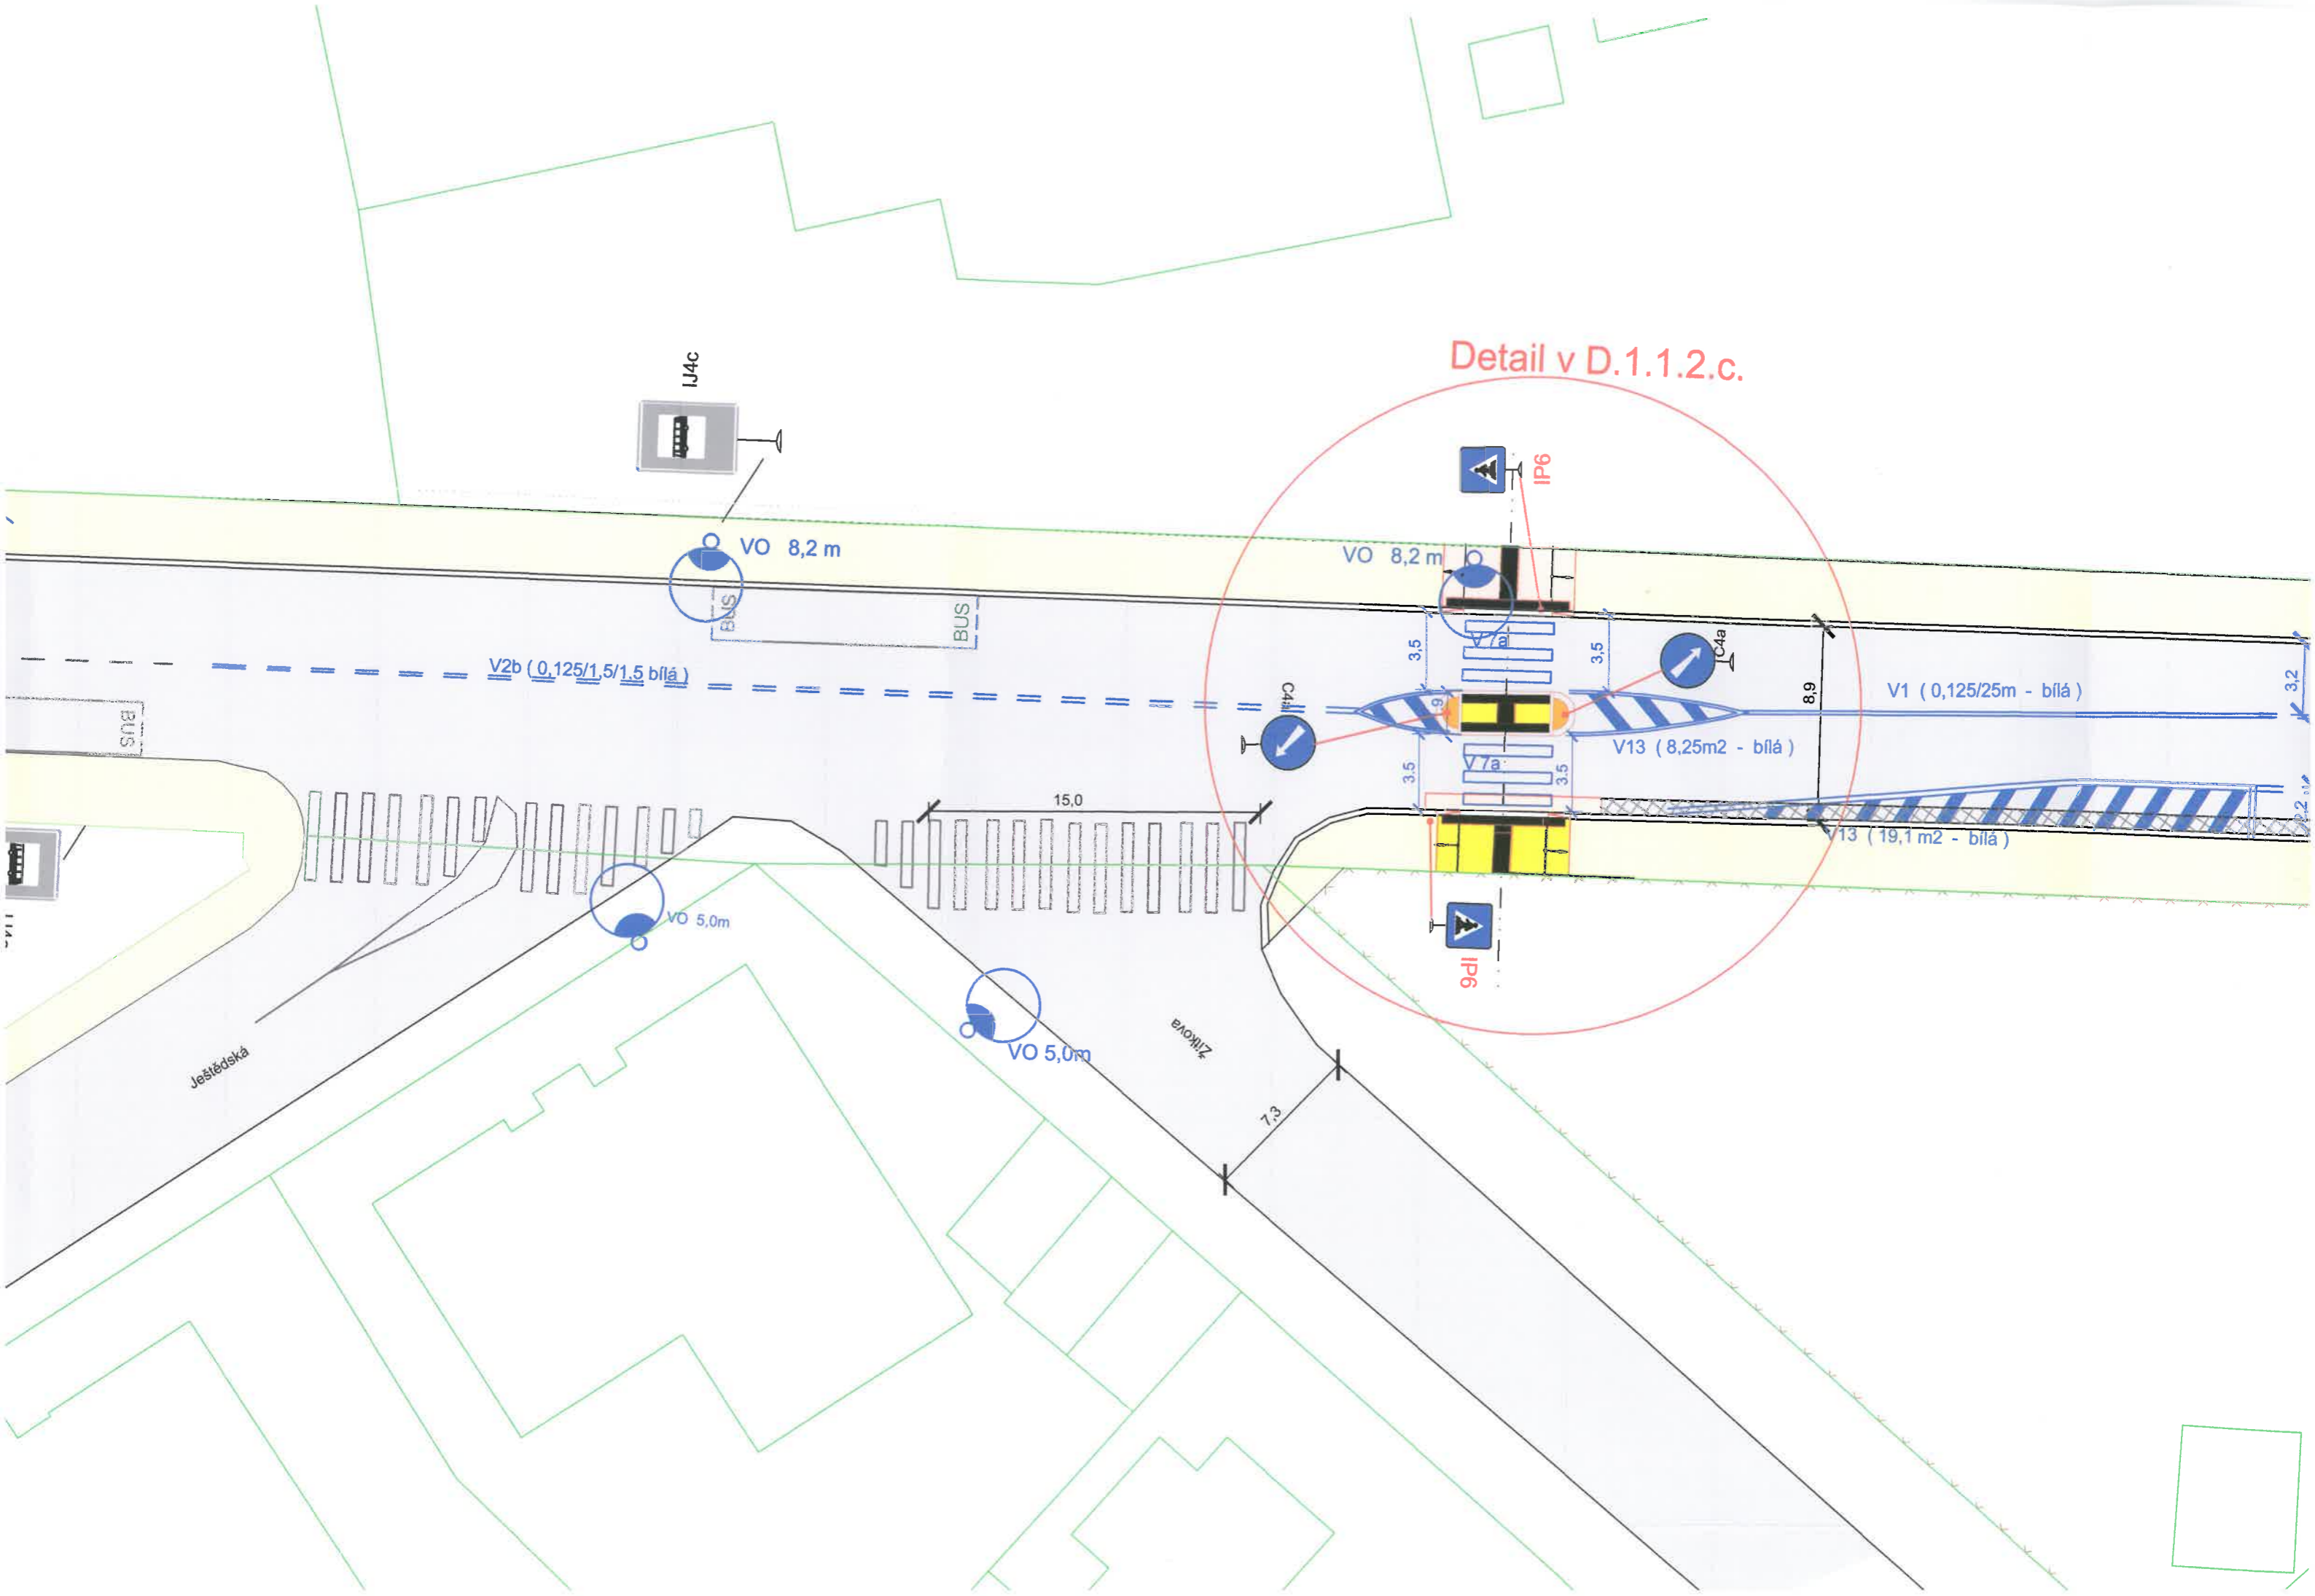 Detail v D.1.1.2.c.
IJ4c
IP6
VO 8,2 m
VO 8,2 m
BUS
BUS
V 7a
3,5
3,5
C4a
V2b ( 0,125/1,5/1.5 bílá )
8,9
V1 ( 0,125/25m - bílá )
3,2
BUS
C4a
V13 ( 8,25m2 - bílá )
3.5
V 7a
3.5
15,0
V13 ( 19,1 m2 - bílá )
VO 5,0m
IP6
VO 5,0m
Žitkova
Ještědská
7,3